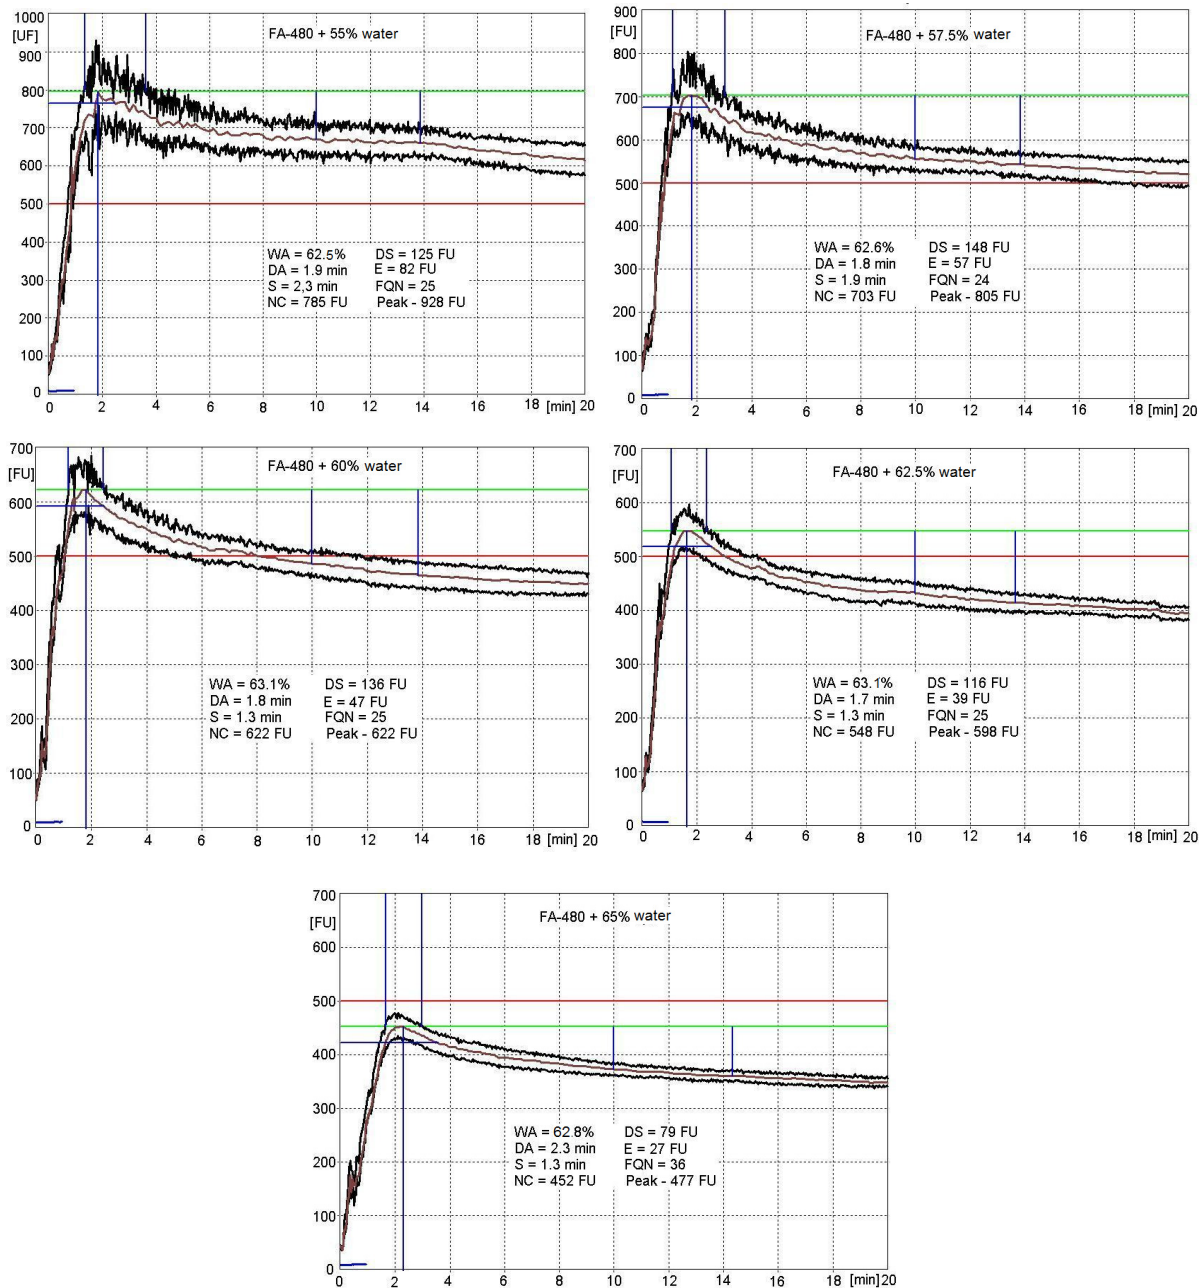 1000
[UF]
FA-480 + 55% water
900
800
700
600
500
400
300
200
100
0
WA = 62.5% DS = 125 FU
DA = 1.9 min E = 82 FU
S = 2,3 min FQN = 25
NC = 785 FU Peak - 928 FU
0 2 4 6 8 10 12 14 16 [min] 18 20
900
[FU]
FA-480 + 57.5% water
800
700
600
500
400
300
200
100
0
WA = 62.6% DS = 148 FU
DA = 1.8 min E = 57 FU
S = 1.9 min FQN = 24
NC = 703 FU Peak - 805 FU
0 2 4 6 8 10 12 14 16 18 [min] 20
700
[FU]
FA-480 + 60% water
600
500
400
300
200
100
0
WA = 63.1% DS = 136 FU
DA = 1.8 min E = 47 FU
S = 1.3 min FQN = 25
NC = 622 FU Peak - 622 FU
0 2 4 6 8 10 12 14 16 18 [min] 20
700
[FU]
FA-480 + 62.5% water
600
500
400
300
200
100
0
WA = 63.1% DS = 116 FU
DA = 1.7 min E = 39 FU
S = 1.3 min FQN = 25
NC = 548 FU Peak - 598 FU
0 2 4 6 8 10 12 14 16 18 [min] 20
700
[FU]
FA-480 + 65% water
600
500
400
300
200
100
0
WA = 62.8% DS = 79 FU
DA = 2.3 min E = 27 FU
S = 1.3 min FQN = 36
NC = 452 FU Peak - 477 FU
0 2 4 6 8 10 12 14 16 18 [min] 20